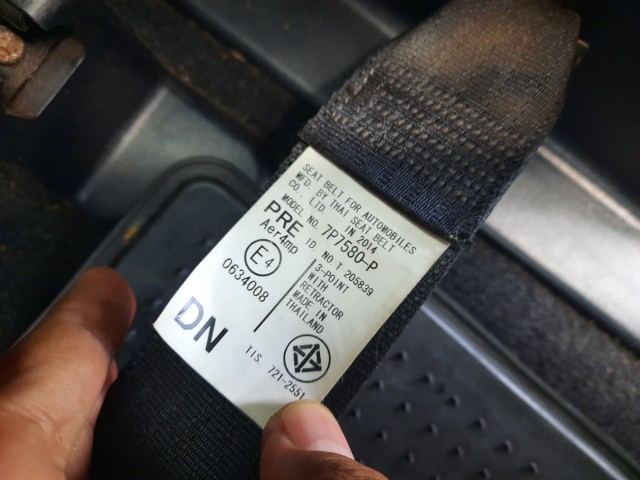 SEAT BELT FOR AUTOMOBILES
MFD. BY THAI SEAT BELT
CO., LTD. IN 2014
MODEL NO. 7P7580-P
PRE ID. NO. T 205839
Aer4mp
E4
0634008
3-POINT
WITH
RETRACTOR
MADE IN
THAILAND
DN
TIS. 721-2551